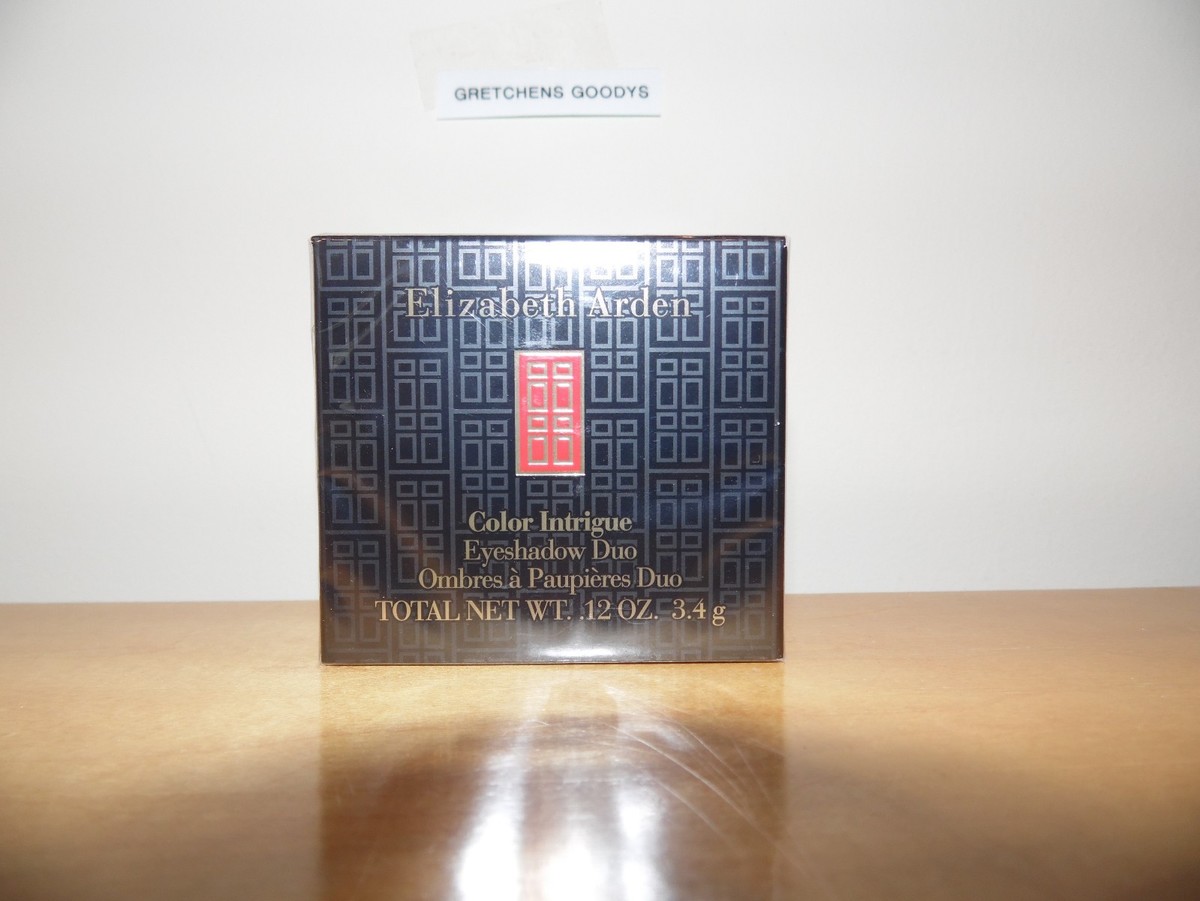 GRETCHENS GOODYS
Elizabeth Arden
Color Intrigue
Eyeshadow Duo
Ombres à Paupières Duo
TOTAL NET WT. .12 OZ. 3.4 g